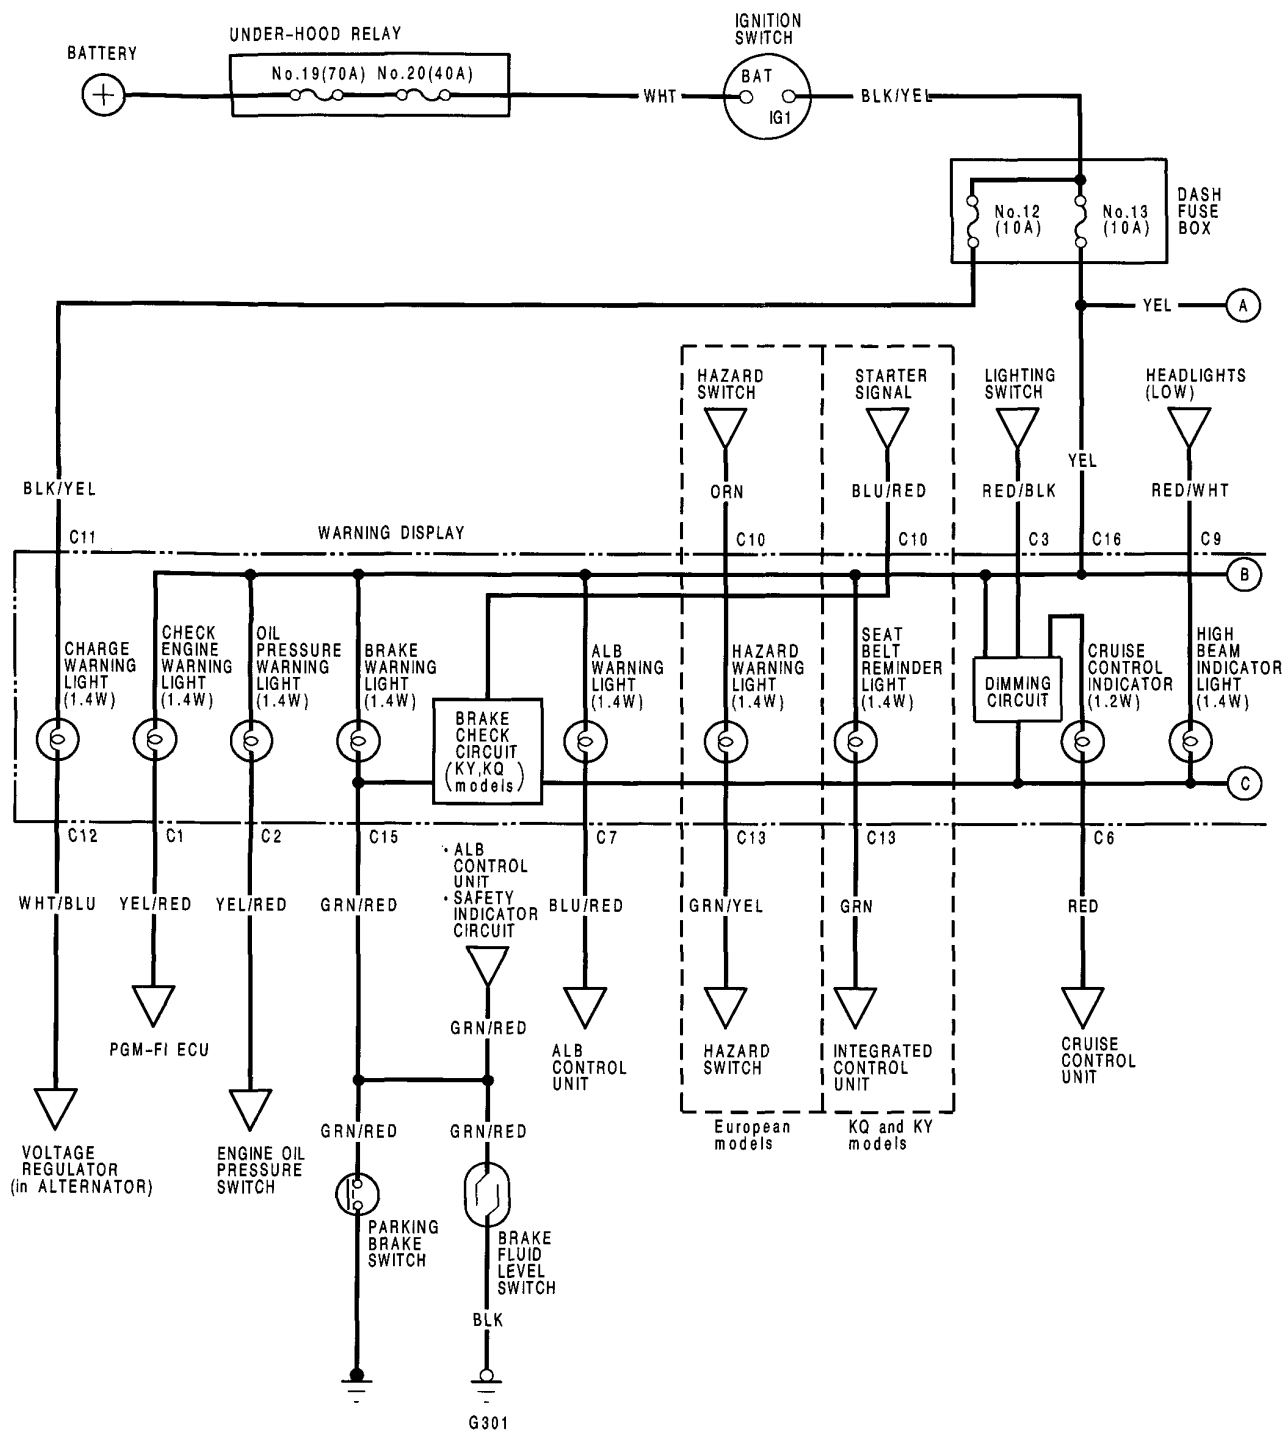 IGNITION
SWITCH
UNDER-HOOD RELAY
BATTERY
No.19(70A) No.20(40A)
BAT
WHT
BLK/YEL
IG1
DASH
FUSE
BOX
No.12
(10A)
No.13
(10A)
YEL
A
HAZARD
SWITCH
STARTER
SIGNAL
LIGHTING
SWITCH
HEADLIGHTS
(LOW)
YEL
BLK/YEL
ORN
BLU/RED
RED/BLK
RED/WHT
C11
WARNING DISPLAY
C10
C10
C3
C16
C9
B
CHARGE
WARNING
LIGHT
(1.4W)
CHECK
ENGINE
WARNING
LIGHT
(1.4W)
OIL
PRESSURE
WARNING
LIGHT
(1.4W)
BRAKE
WARNING
LIGHT
(1.4W)
BRAKE
CHECK
CIRCUIT
(KY,KQ
models)
ALB
WARNING
LIGHT
(1.4W)
HAZARD
WARNING
LIGHT
(1.4W)
SEAT
BELT
REMINDER
LIGHT
(1.4W)
DIMMING
CIRCUIT
CRUISE
CONTROL
INDICATOR
(1.2W)
HIGH
BEAM
INDICATOR
LIGHT
(1.4W)
C
C12
C1
C2
C15
C7
C13
C13
C6
• ALB
CONTROL
UNIT
• SAFETY
INDICATOR
CIRCUIT
WHT/BLU
YEL/RED
YEL/RED
GRN/RED
BLU/RED
GRN/YEL
GRN
RED
GRN/RED
PGM-FI ECU
ALB
CONTROL
UNIT
HAZARD
SWITCH
INTEGRATED
CONTROL
UNIT
CRUISE
CONTROL
UNIT
European
models
KQ and KY
models
GRN/RED
GRN/RED
VOLTAGE
REGULATOR
(in ALTERNATOR)
ENGINE OIL
PRESSURE
SWITCH
PARKING
BRAKE
SWITCH
BRAKE
FLUID
LEVEL
SWITCH
BLK
G301